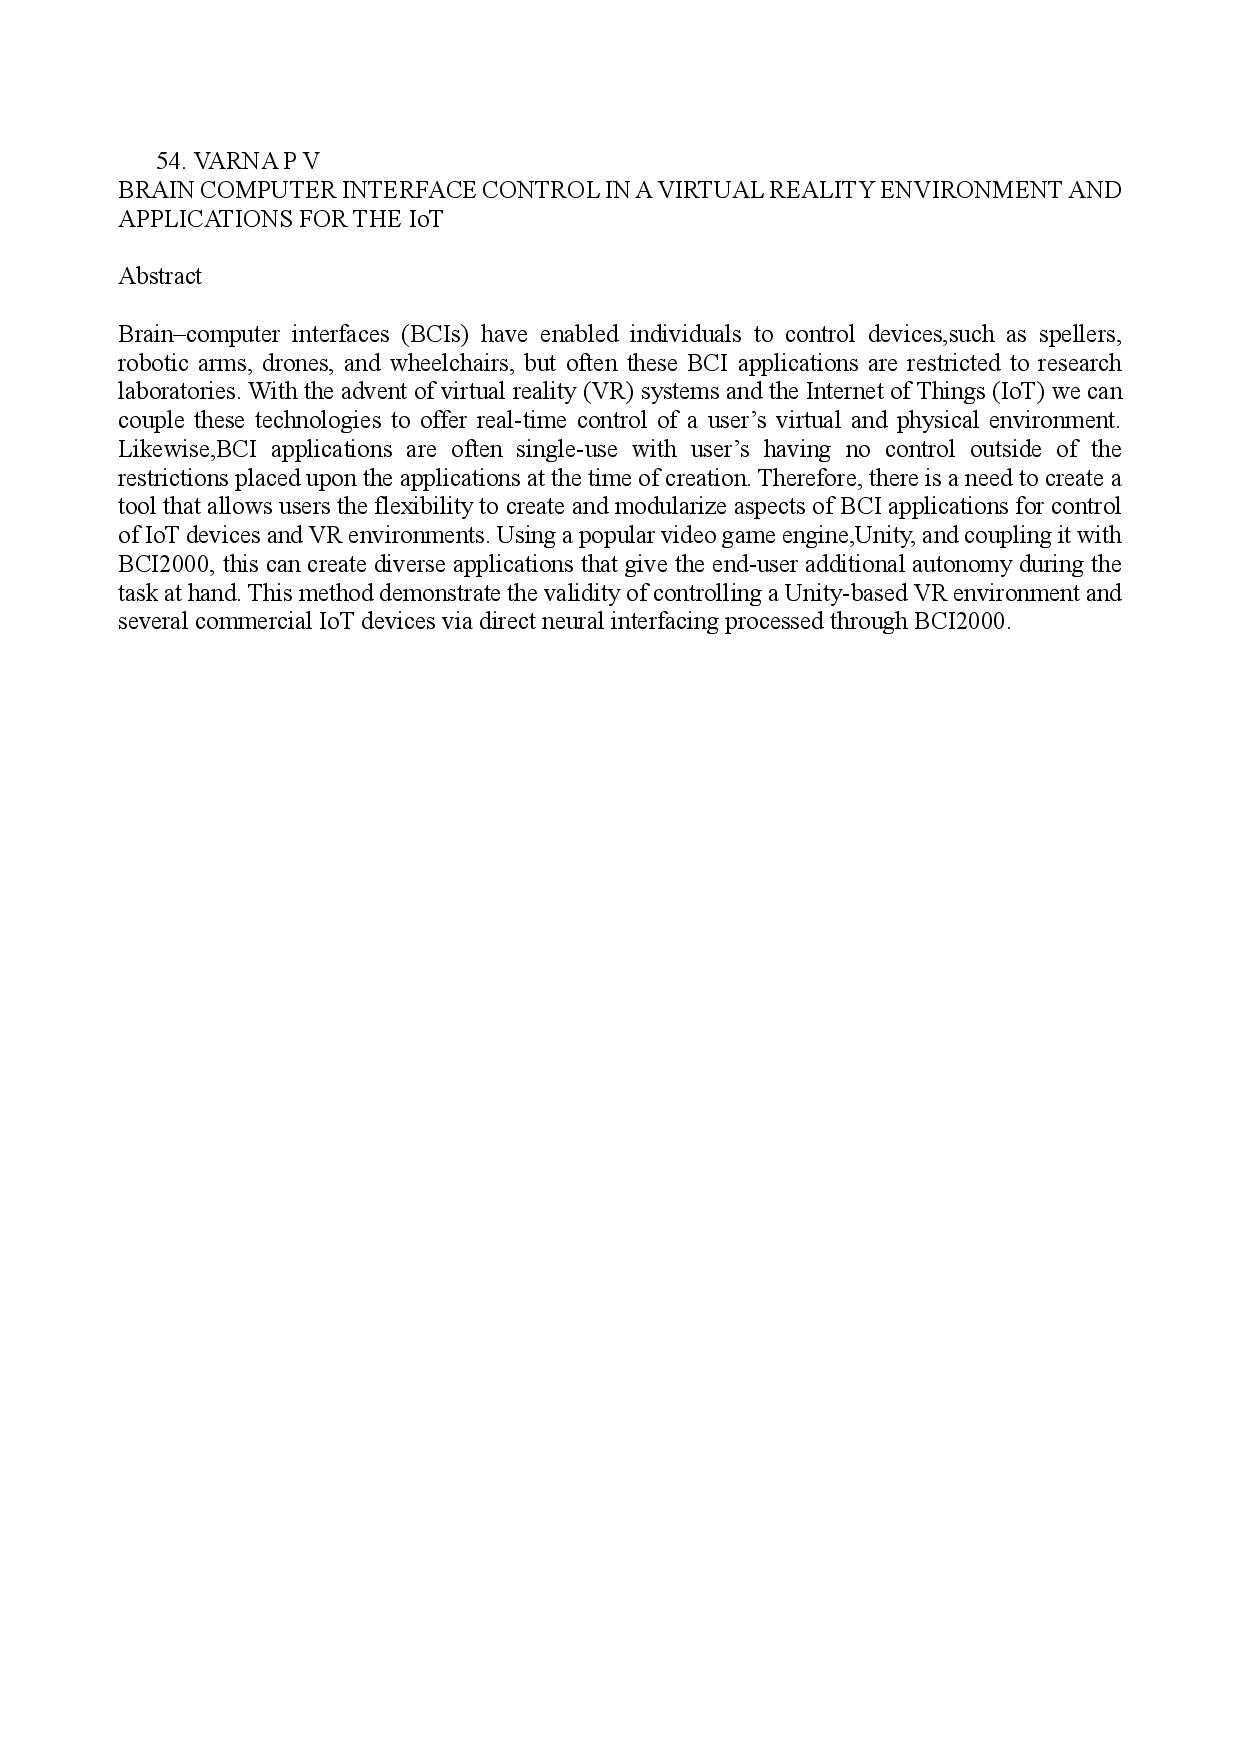 54. VARNA P V
BRAIN COMPUTER INTERFACE CONTROL IN A VIRTUAL REALITY ENVIRONMENT AND
APPLICATIONS FOR THE IoT
Abstract
Brain–computer interfaces (BCIs) have enabled individuals to control devices,such as spellers,
robotic arms, drones, and wheelchairs, but often these BCI applications are restricted to research
laboratories. With the advent of virtual reality (VR) systems and the Internet of Things (IoT) we can
couple these technologies to offer real-time control of a user’s virtual and physical environment.
Likewise,BCI applications are often single-use with user’s having no control outside of the
restrictions placed upon the applications at the time of creation. Therefore, there is a need to create a
tool that allows users the flexibility to create and modularize aspects of BCI applications for control
of IoT devices and VR environments. Using a popular video game engine,Unity, and coupling it with
BCI2000, this can create diverse applications that give the end-user additional autonomy during the
task at hand. This method demonstrate the validity of controlling a Unity-based VR environment and
several commercial IoT devices via direct neural interfacing processed through BCI2000.